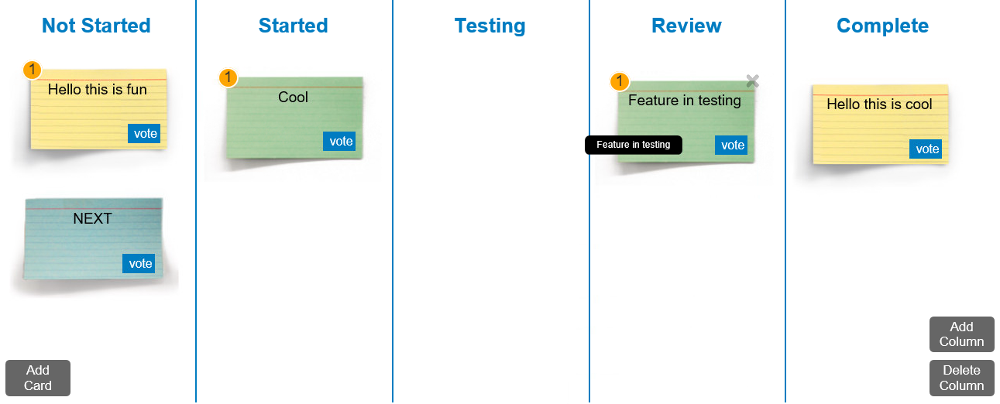 Not Started
Started
Testing
Review
Complete
1
Hello this is fun
vote
1
Cool
vote
1
Feature in testing
Feature in testing
vote
Hello this is cool
vote
NEXT
vote
Add
Card
Add
Column
Delete
Column